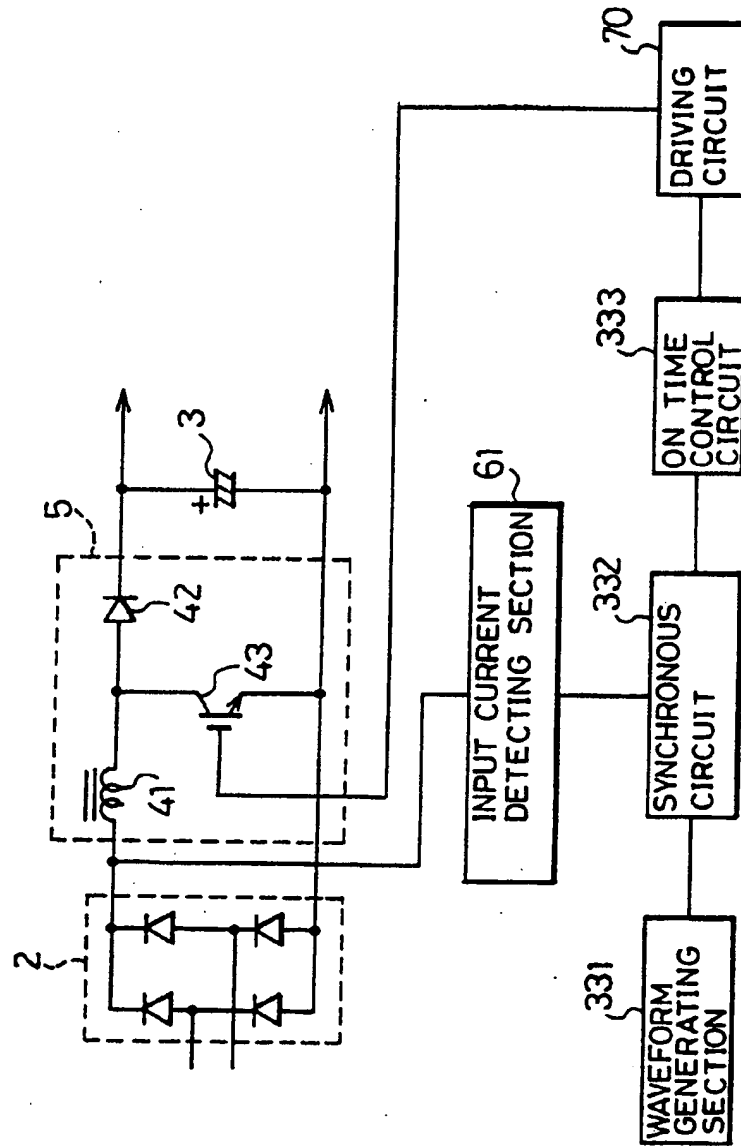 2
5
41
42
43
+
3
INPUT CURRENT
DETECTING SECTION
61
331
WAVEFORM
GENERATING
SECTION
332
SYNCHRONOUS
CIRCUIT
333
ON TIME
CONTROL
CIRCUIT
70
DRIVING
CIRCUIT